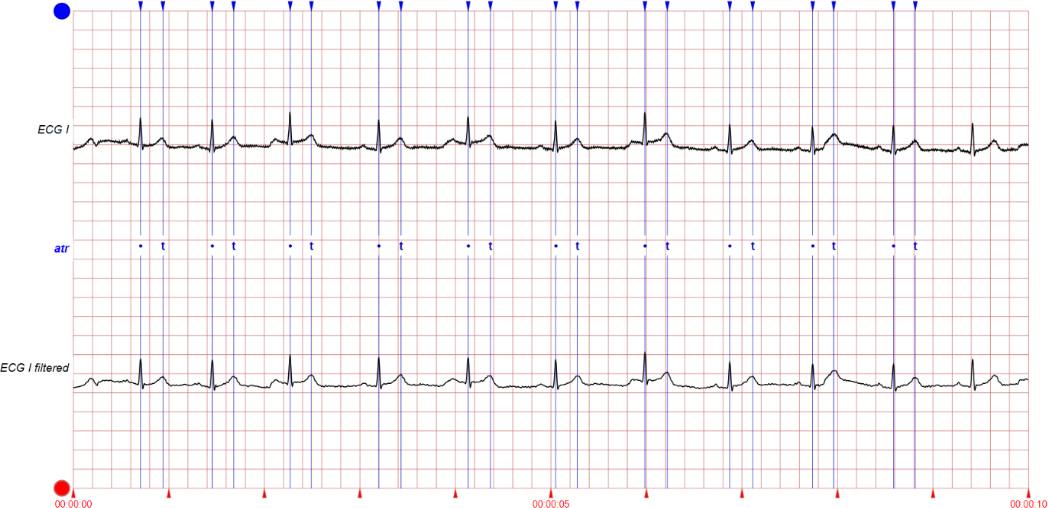 ECG I
atr • t • t • t • t • t • t • t • t • t • t
ECG I filtered
00:00:00 00:00:05 00:00:10